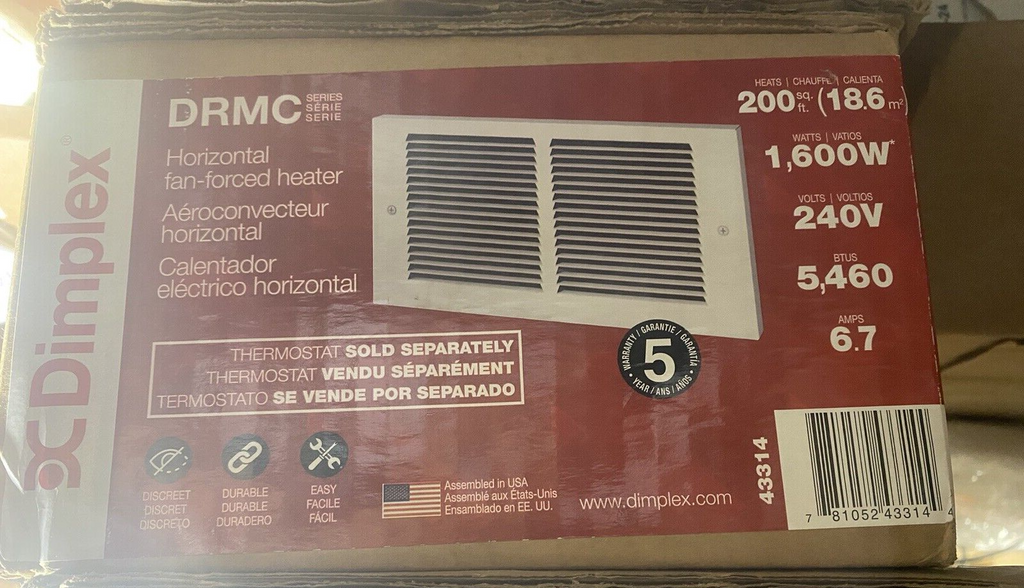 Dimplex®
DRMC SERIES
SÉRIE
SERIE
Horizontal
fan-forced heater
Aéroconvecteur
horizontal
Calentador
eléctrico horizontal
THERMOSTAT SOLD SEPARATELY
THERMOSTAT VENDU SÉPARÉMENT
TERMOSTATO SE VENDE POR SEPARADO
DISCREET
DISCRET
DISCRETO
DURABLE
DURABLE
DURADERO
EASY
FACILE
FÁCIL
Assembled in USA
Assemblé aux États-Unis
Ensamblado en EE. UU.
www.dimplex.com
WARRANTY / GARANTIE / GARANTÍA
5
YEAR / ANS / AÑOS
HEATS | CHAUFFE | CALIENTA
200 sq. ft. (18.6 m²
WATTS | VATIOS
1,600W*
VOLTS | VOLTIOS
240V
BTUS
5,460
AMPS
6.7
43314
7 81052 43314 4